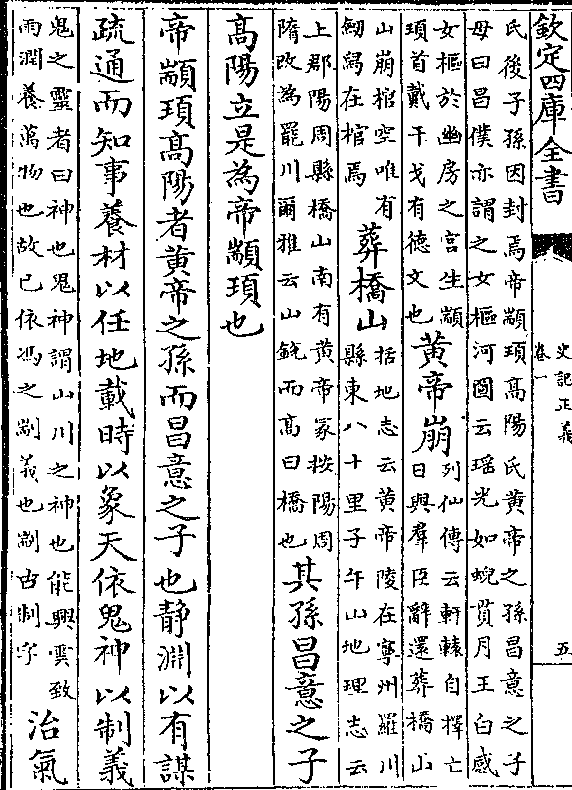 欽定四庫全書
史記正義
卷一
五
氏後子孫因封焉帝顓頊高陽氏黄帝之孫昌意之子
母曰昌僕亦謂之女樞河圖云瑶光如蜺貫月王白感
女樞於幽房之宫生顓
頊首戴干戈有德文也
黄帝崩
列仙傳云軒轅自擇亡
日與羣臣辭還葬橋山
山崩棺空唯有
劒舄在棺焉
葬橋山
括地志云黄帝陵在寧州羅川
縣東八十里子午山地理志云
上郡陽周縣橋山南有黄帝冢按陽周
隋改為羅川爾雅云山鋭而髙曰橋也
其孫昌意之子
髙陽立是為帝顓頊也
帝顓頊髙陽者黄帝之孫而昌意之子也静淵以有謀
疏通而知事養材以任地載時以象天依鬼神以制義
鬼之靈者曰神也鬼神謂山川之神也能興雲致
雨潤養萬物也故已依馮之剬義也剬古制字
治氣